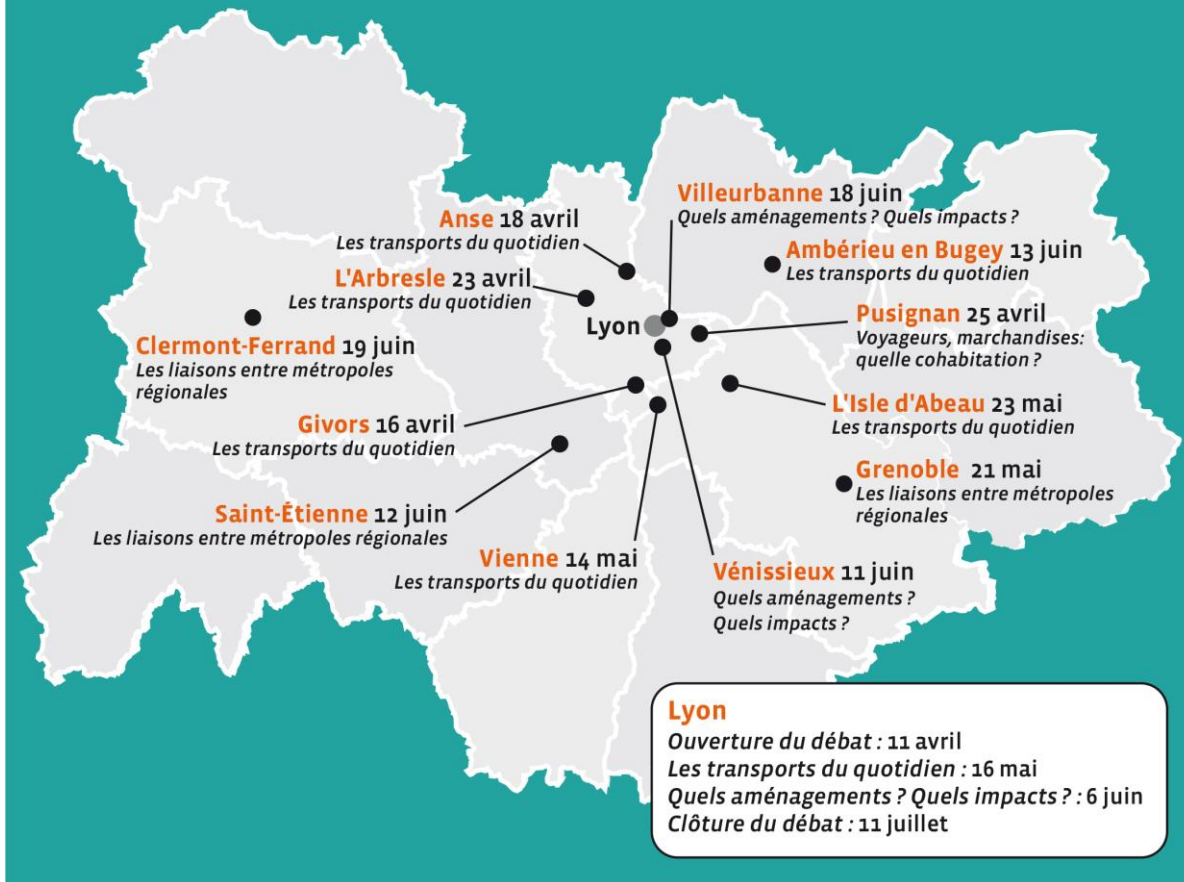 Villeurbanne 18 juin
Quels aménagements ? Quels impacts ?
Anse 18 avril
Les transports du quotidien
Ambérieu en Bugey 13 juin
Les transports du quotidien
L'Arbresle 23 avril
Les transports du quotidien
Lyon
Pusignan 25 avril
Voyageurs, marchandises:
quelle cohabitation ?
Clermont-Ferrand 19 juin
Les liaisons entre métropoles
régionales
L'Isle d'Abeau 23 mai
Les transports du quotidien
Givors 16 avril
Les transports du quotidien
Grenoble 21 mai
Les liaisons entre métropoles
régionales
Saint-Étienne 12 juin
Les liaisons entre métropoles régionales
Vienne 14 mai
Les transports du quotidien
Vénissieux 11 juin
Quels aménagements ?
Quels impacts ?
Lyon
Ouverture du débat : 11 avril
Les transports du quotidien : 16 mai
Quels aménagements ? Quels impacts ? : 6 juin
Clôture du débat : 11 juillet